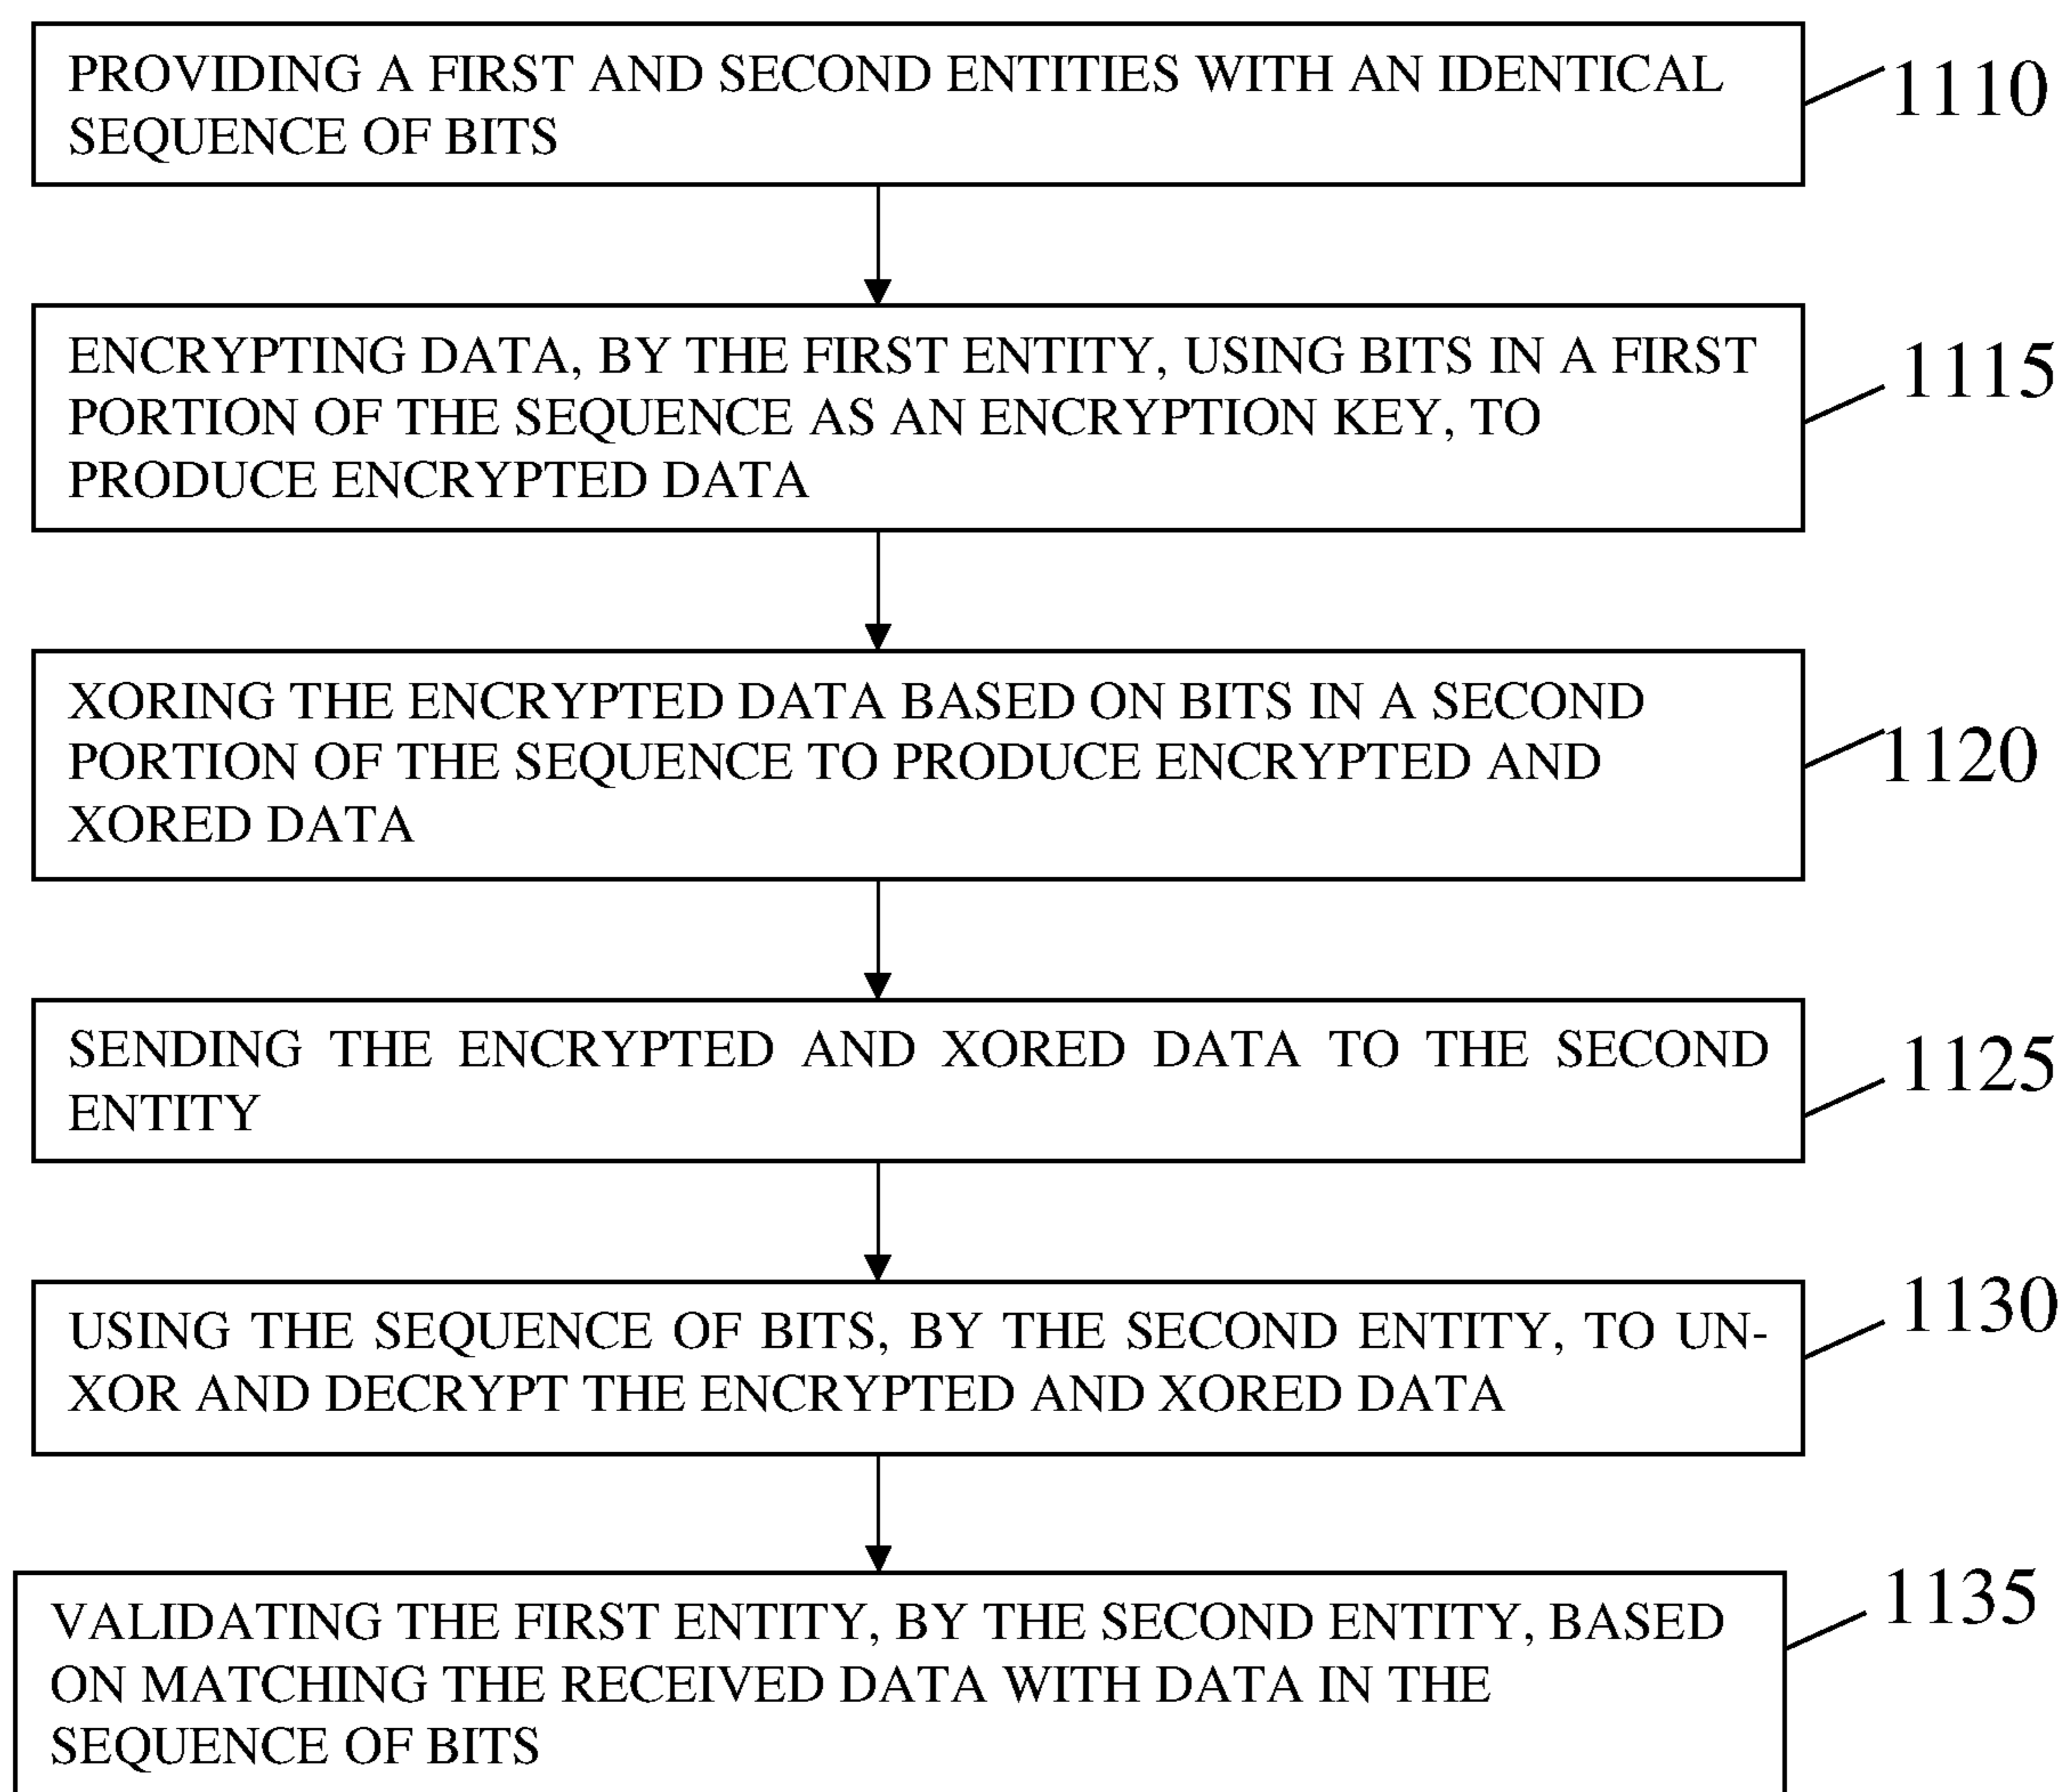 PROVIDING A FIRST AND SECOND ENTITIES WITH AN IDENTICAL
SEQUENCE OF BITS
1110
ENCRYPTING DATA, BY THE FIRST ENTITY, USING BITS IN A FIRST
PORTION OF THE SEQUENCE AS AN ENCRYPTION KEY, TO
PRODUCE ENCRYPTED DATA
1115
XORING THE ENCRYPTED DATA BASED ON BITS IN A SECOND
PORTION OF THE SEQUENCE TO PRODUCE ENCRYPTED AND
XORED DATA
1120
SENDING THE ENCRYPTED AND XORED DATA TO THE SECOND
ENTITY
1125
USING THE SEQUENCE OF BITS, BY THE SECOND ENTITY, TO UN-
XOR AND DECRYPT THE ENCRYPTED AND XORED DATA
1130
VALIDATING THE FIRST ENTITY, BY THE SECOND ENTITY, BASED
ON MATCHING THE RECEIVED DATA WITH DATA IN THE
SEQUENCE OF BITS
1135